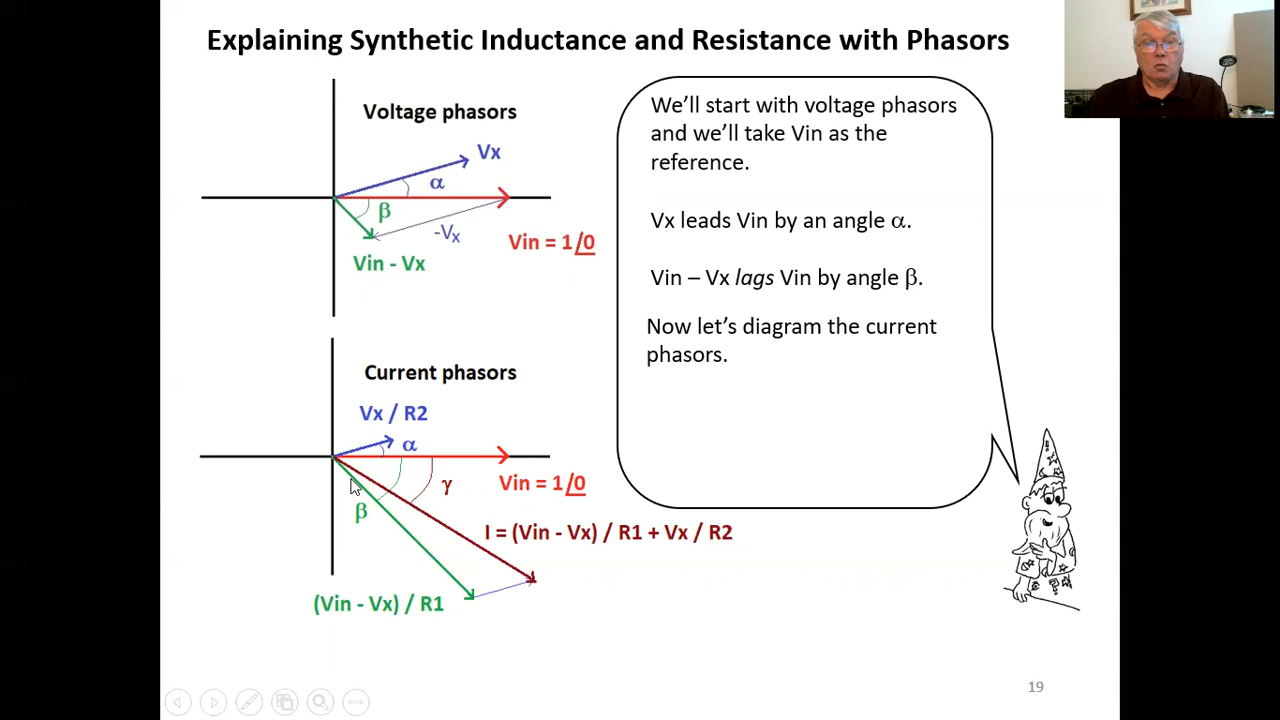 Explaining Synthetic Inductance and Resistance with Phasors
Voltage phasors
Vx
α
β
-Vx
Vin = 1/0
Vin - Vx
Current phasors
Vx / R2
α
γ
Vin = 1/0
β
I = (Vin - Vx) / R1 + Vx / R2
(Vin - Vx) / R1
We'll start with voltage phasors
and we'll take Vin as the
reference.
Vx leads Vin by an angle α.
Vin – Vx lags Vin by angle β.
Now let's diagram the current
phasors.
19